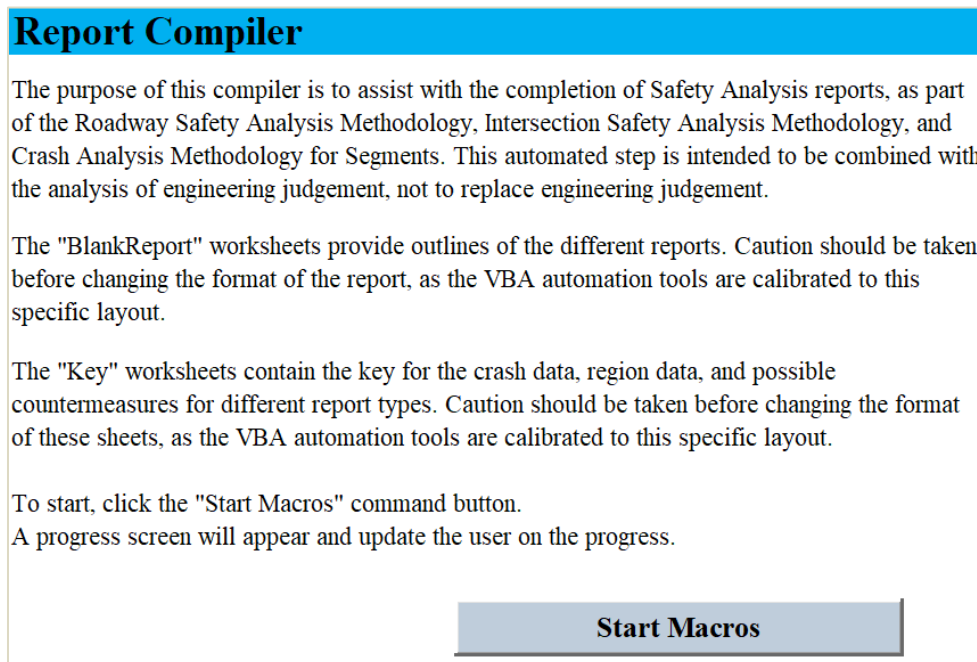 Report Compiler
The purpose of this compiler is to assist with the completion of Safety Analysis reports, as part
of the Roadway Safety Analysis Methodology, Intersection Safety Analysis Methodology, and
Crash Analysis Methodology for Segments. This automated step is intended to be combined with
the analysis of engineering judgement, not to replace engineering judgement.
The "BlankReport" worksheets provide outlines of the different reports. Caution should be taken
before changing the format of the report, as the VBA automation tools are calibrated to this
specific layout.
The "Key" worksheets contain the key for the crash data, region data, and possible
countermeasures for different report types. Caution should be taken before changing the format
of these sheets, as the VBA automation tools are calibrated to this specific layout.
To start, click the "Start Macros" command button.
A progress screen will appear and update the user on the progress.
Start Macros